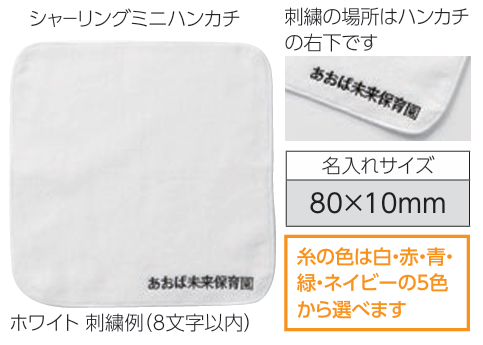 シャーリングミニハンカチ
あおば未来保育園
ホワイト 刺繍例(8文字以内)
刺繍の場所はハンカチ
の右下です
あおば未来保育園
名入れサイズ
80×10mm
糸の色は白・赤・青・
緑・ネイビーの5色
から選べます